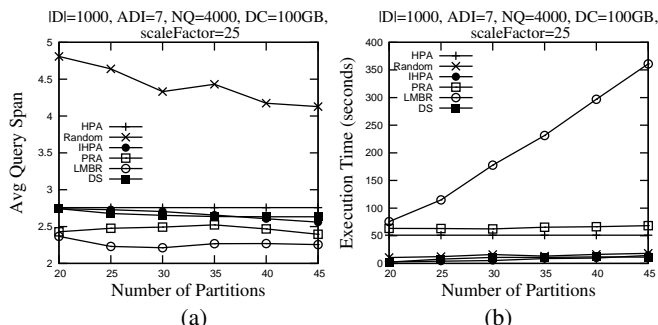 |D|=1000, ADI=7, NQ=4000, DC=100GB,
scaleFactor=25
5
4.5
4
3.5
3
2.5
2
Avg Query Span
HPA
Random
IHPA
PRA
LMBR
DS
20 25 30 35 40 45
Number of Partitions
(a)
|D|=1000, ADI=7, NQ=4000, DC=100GB,
scaleFactor=25
400
350
300
250
200
150
100
50
0
Execution Time (seconds)
HPA
Random
IHPA
PRA
LMBR
DS
20 25 30 35 40 45
Number of Partitions
(b)